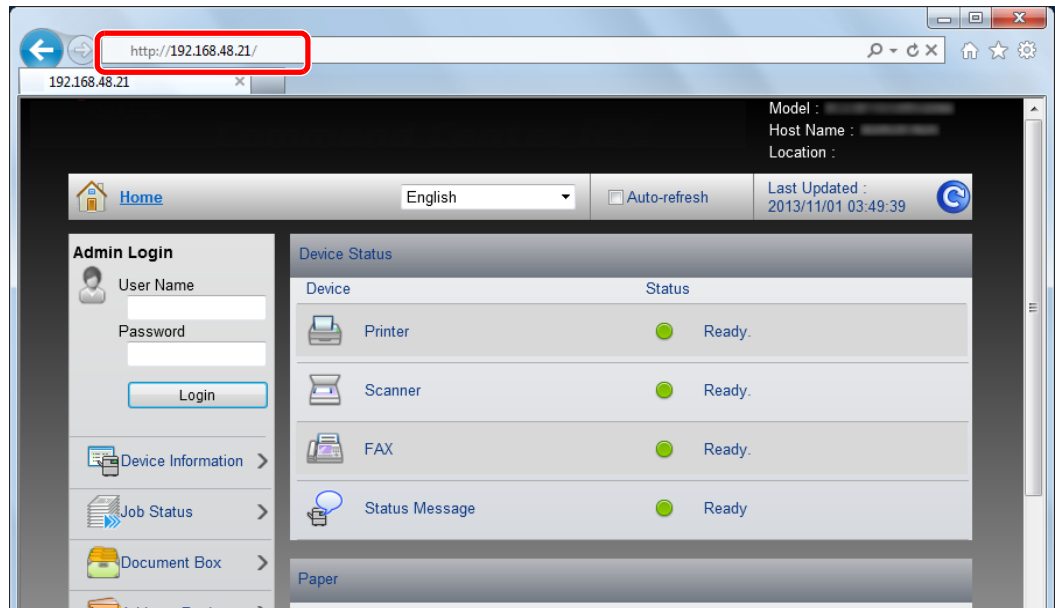 http://192.168.48.21/
192.168.48.21
Model :
Host Name :
Location :
Home
English
Auto-refresh
Last Updated :
2013/11/01 03:49:39
Admin Login
User Name
Password
Login
Device Information
Job Status
Document Box
Device Status
Device Status
Printer Ready.
Scanner Ready.
FAX Ready.
Status Message Ready
Paper